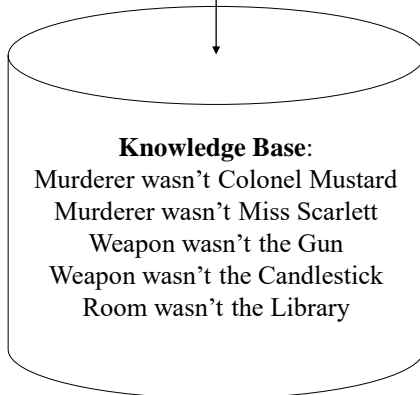 Knowledge Base:
Murderer wasn’t Colonel Mustard
Murderer wasn’t Miss Scarlett
Weapon wasn’t the Gun
Weapon wasn’t the Candlestick
Room wasn’t the Library